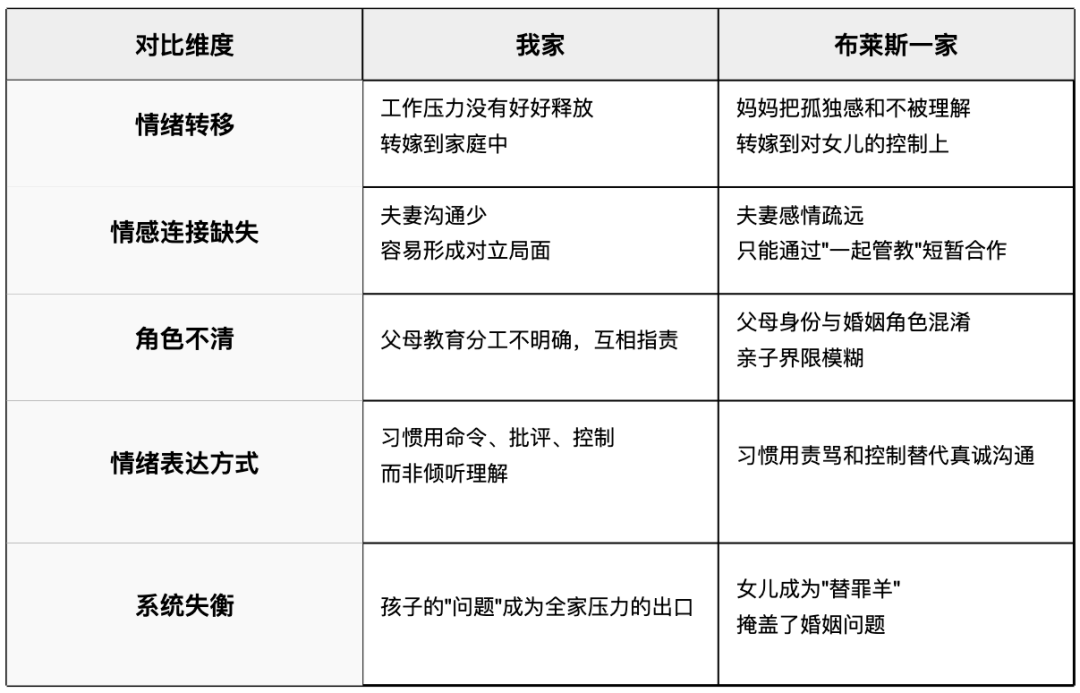 对比维度
我家
布莱斯一家
情绪转移
工作压力没有好好释放
转嫁到家庭中
妈妈把孤独感和不被理解
转嫁到对女儿的控制上
情感连接缺失
夫妻沟通少
容易形成对立局面
夫妻感情疏远
只能通过"一起管教"短暂合作
角色不清
父母教育分工不明确，互相指责
父母身份与婚姻角色混淆
亲子界限模糊
情绪表达方式
习惯用命令、批评、控制
而非倾听理解
习惯用责骂和控制替代真诚沟通
系统失衡
孩子的"问题"成为全家压力的出口
女儿成为"替罪羊"
掩盖了婚姻问题